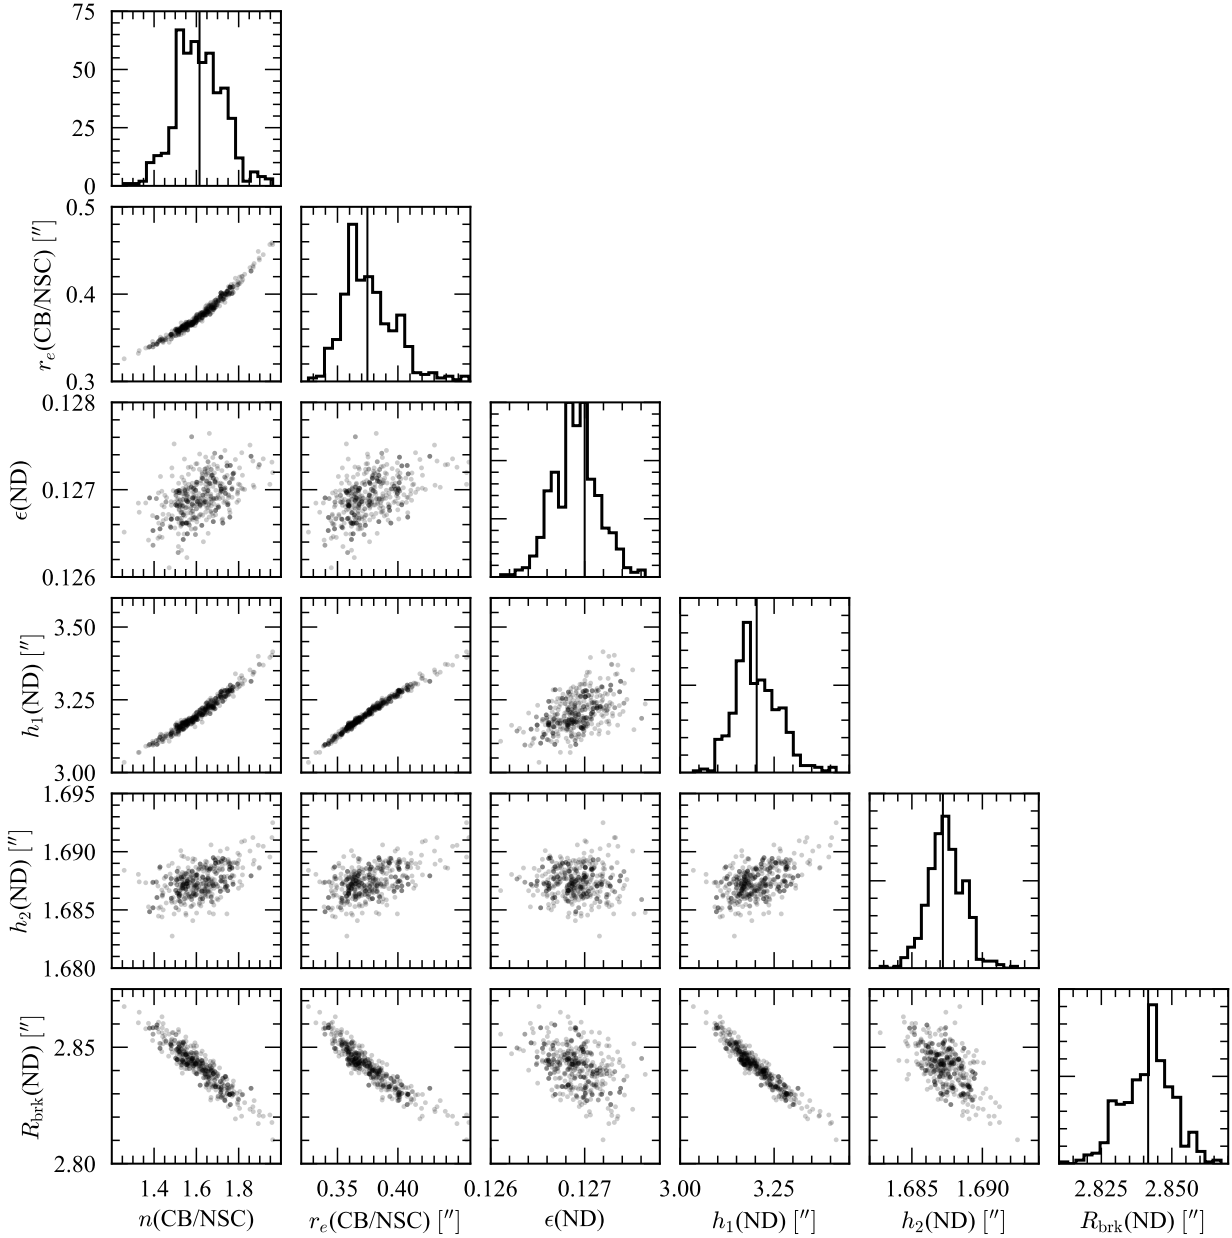 75
50
25
0
r_e(CB/NSC) [″]
0.5
0.4
0.3
ϵ(ND)
0.128
0.127
0.126
h_1(ND) [″]
3.50
3.25
3.00
h_2(ND) [″]
1.695
1.690
1.685
1.680
R_brk(ND) [″]
2.85
2.80
1.4 1.6 1.8 0.35 0.40 0.126 0.127 3.00 3.25 1.685 1.690 2.825 2.850
n(CB/NSC) r_e(CB/NSC) [″] ϵ(ND) h_1(ND) [″] h_2(ND) [″] R_brk(ND) [″]